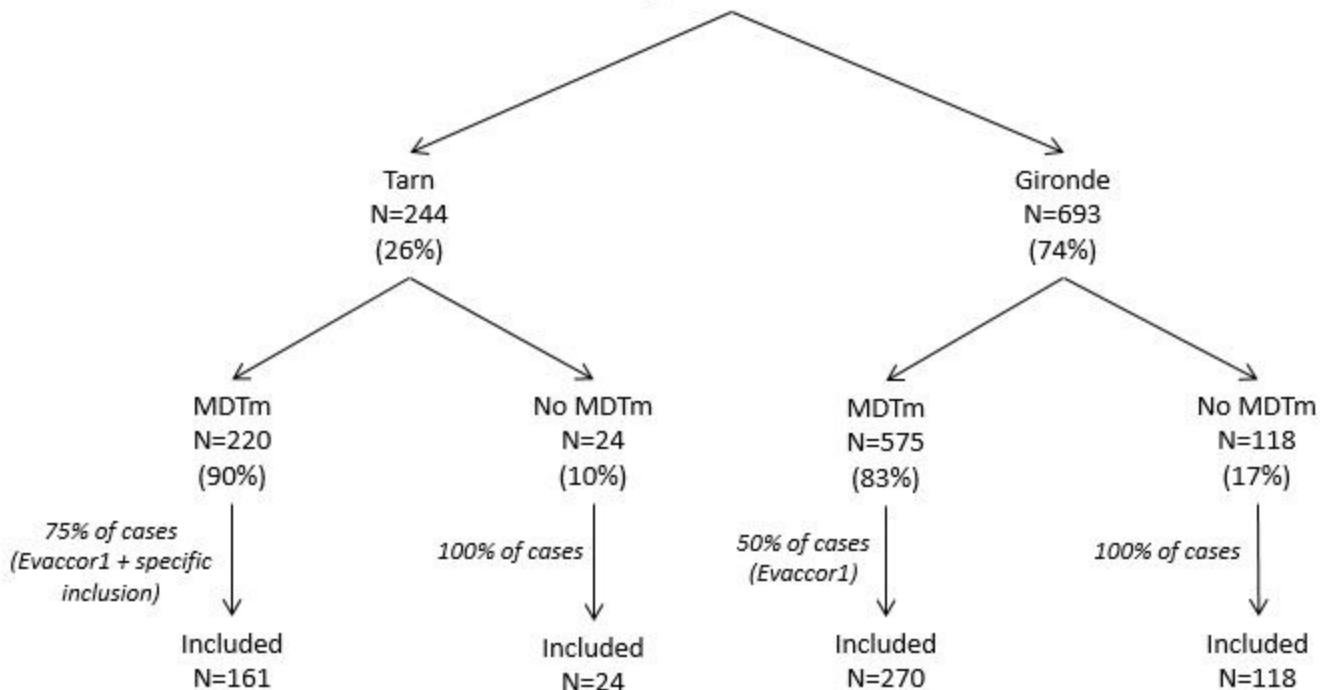 Tarn
N=244
(26%)
Gironde
N=693
(74%)
MDTm
N=220
(90%)
No MDTm
N=24
(10%)
MDTm
N=575
(83%)
No MDTm
N=118
(17%)
75% of cases
(Evaccor1 + specific
inclusion)
100% of cases
50% of cases
(Evaccor1)
100% of cases
Included
N=161
Included
N=24
Included
N=270
Included
N=118